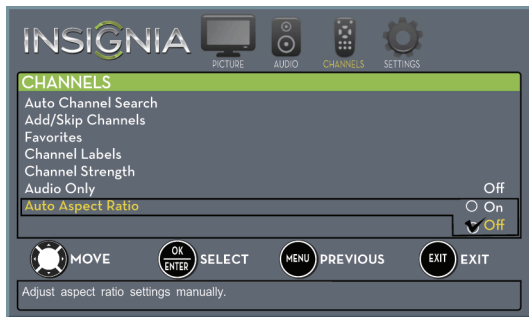 INSIGNIA
PICTURE AUDIO CHANNELS SETTINGS
CHANNELS
Auto Channel Search
Add/Skip Channels
Favorites
Channel Labels
Channel Strength
Audio Only Off
Auto Aspect Ratio On
Off
MOVE OK ENTER SELECT MENU PREVIOUS EXIT EXIT
Adjust aspect ratio settings manually.